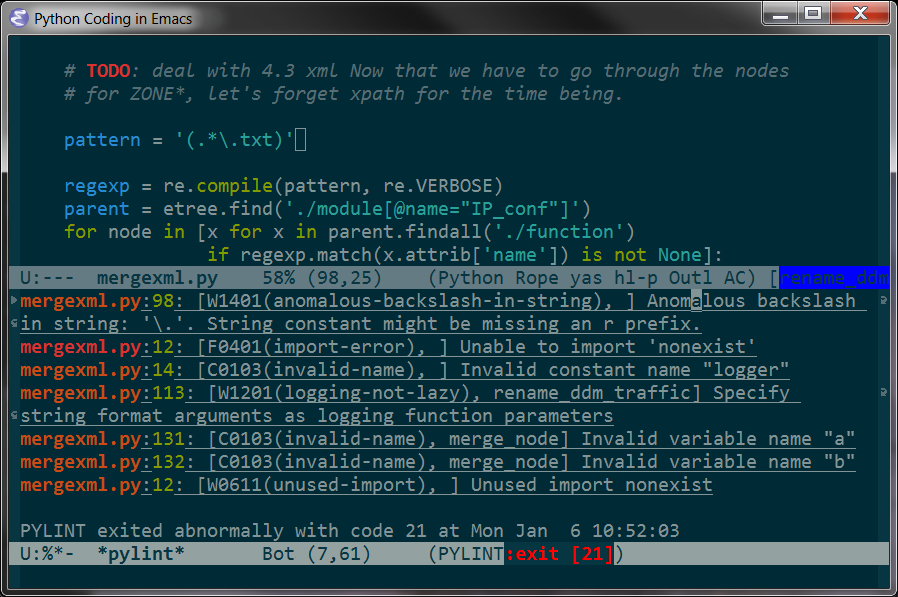 Python Coding in Emacs
# TODO: deal with 4.3 xml Now that we have to go through the nodes
# for ZONE*, let's forget xpath for the time being.
pattern = '(.*\.txt)'
regexp = re.compile(pattern, re.VERBOSE)
parent = etree.find('./module[@name="IP_conf"]')
for node in [x for x in parent.findall('./function')
if regexp.match(x.attrib['name']) is not None]:
U:--- mergexml.py 58% (98,25) (Python Rope yas hl-p Outl AC) [rename_ddm
mergexml.py:98: [W1401(anomalous-backslash-in-string), ] Anomalous backslash
in string: '\.'. String constant might be missing an r prefix.
mergexml.py:12: [F0401(import-error), ] Unable to import 'nonexist'
mergexml.py:14: [C0103(invalid-name), ] Invalid constant name "logger"
mergexml.py:113: [W1201(logging-not-lazy), rename_ddm_traffic] Specify
string format arguments as logging function parameters
mergexml.py:131: [C0103(invalid-name), merge_node] Invalid variable name "a"
mergexml.py:132: [C0103(invalid-name), merge_node] Invalid variable name "b"
mergexml.py:12: [W0611(unused-import), ] Unused import nonexist
PYLINT exited abnormally with code 21 at Mon Jan  6 10:52:03
U:%*- *pylint* Bot (7,61) (PYLINT:exit [21])